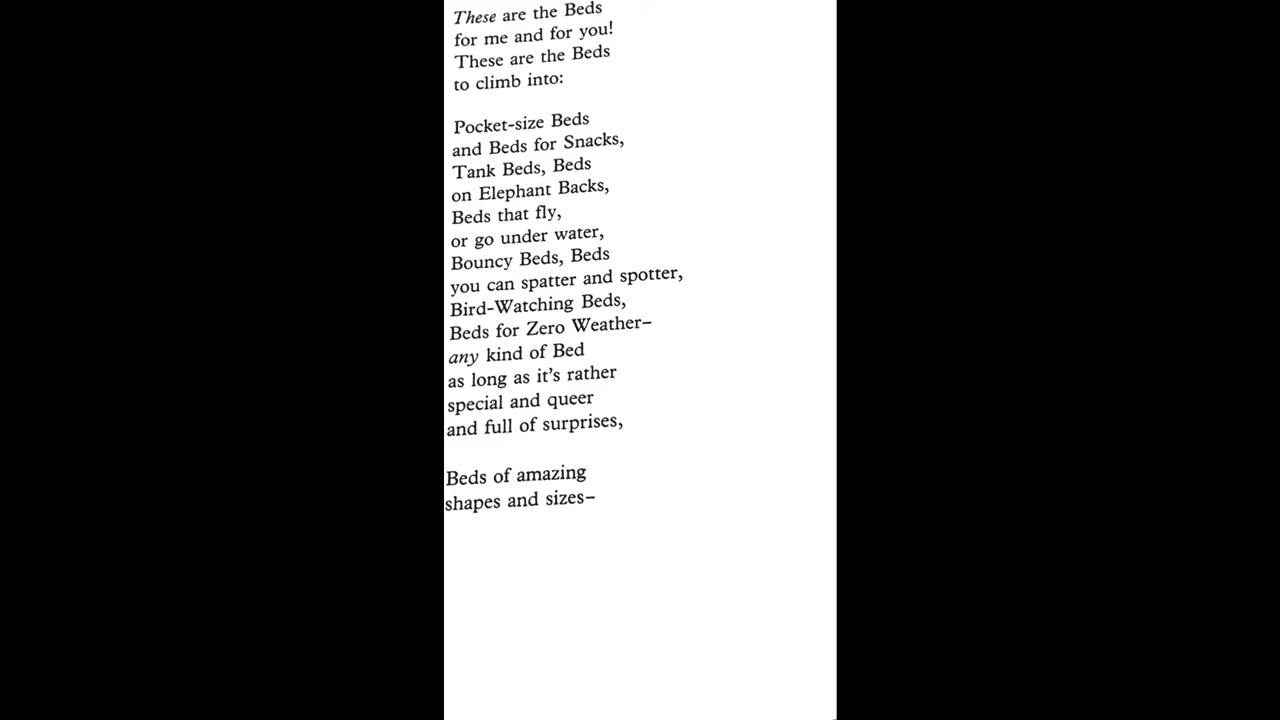 These are the Beds
for me and for you!
These are the Beds
to climb into:
Pocket-size Beds
and Beds for Snacks,
Tank Beds, Beds
on Elephant Backs,
Beds that fly,
or go under water,
Bouncy Beds, Beds
you can spatter and spotter,
Bird-Watching Beds,
Beds for Zero Weather–
any kind of Bed
as long as it's rather
special and queer
and full of surprises,
Beds of amazing
shapes and sizes–